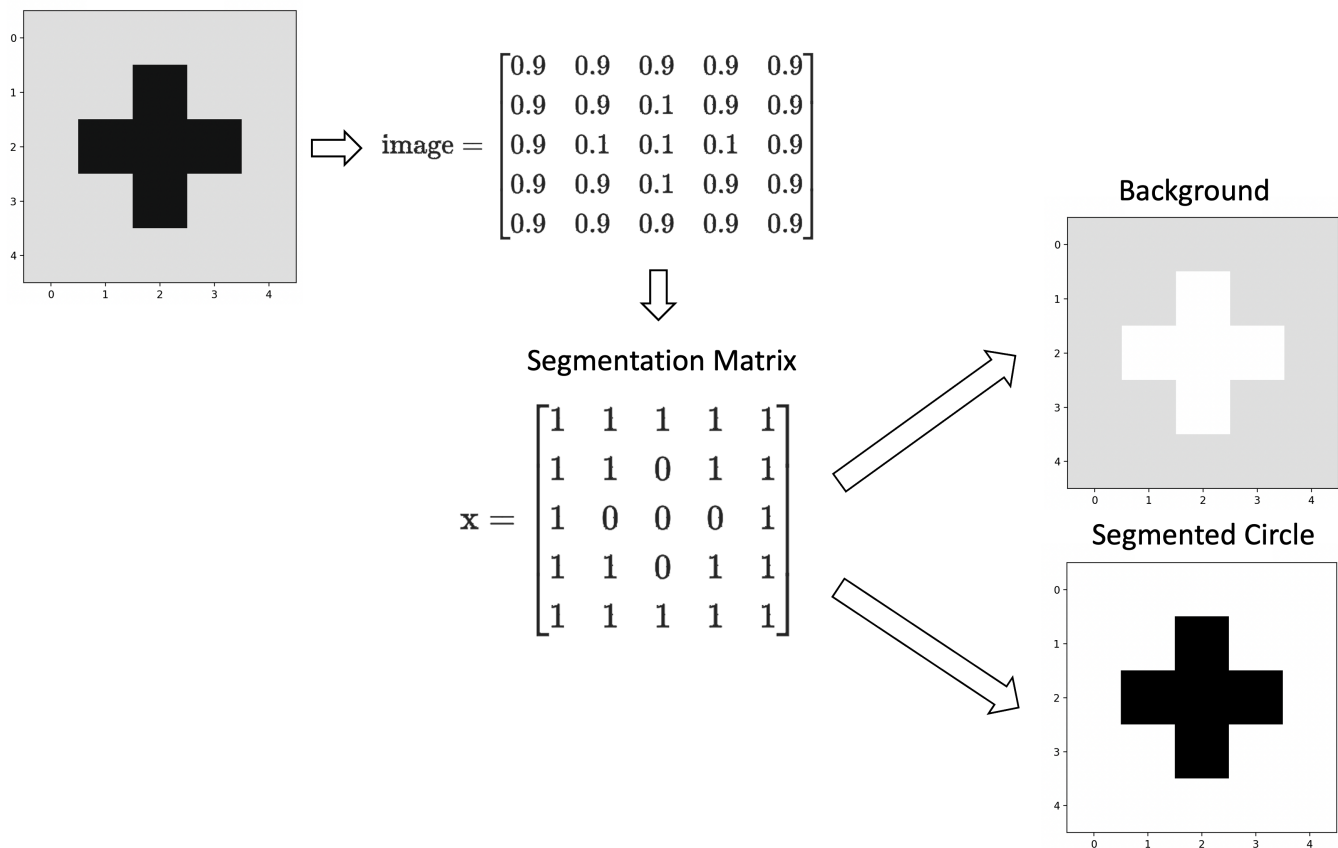 0
1
2
3
4
0 1 2 3 4
image =
0.9 0.9 0.9 0.9 0.9
0.9 0.9 0.1 0.9 0.9
0.9 0.1 0.1 0.1 0.9
0.9 0.9 0.1 0.9 0.9
0.9 0.9 0.9 0.9 0.9
Segmentation Matrix
x =
1 1 1 1 1
1 1 0 1 1
1 0 0 0 1
1 1 0 1 1
1 1 1 1 1
Background
0
1
2
3
4
0 1 2 3 4
Segmented Circle
0
1
2
3
4
0 1 2 3 4